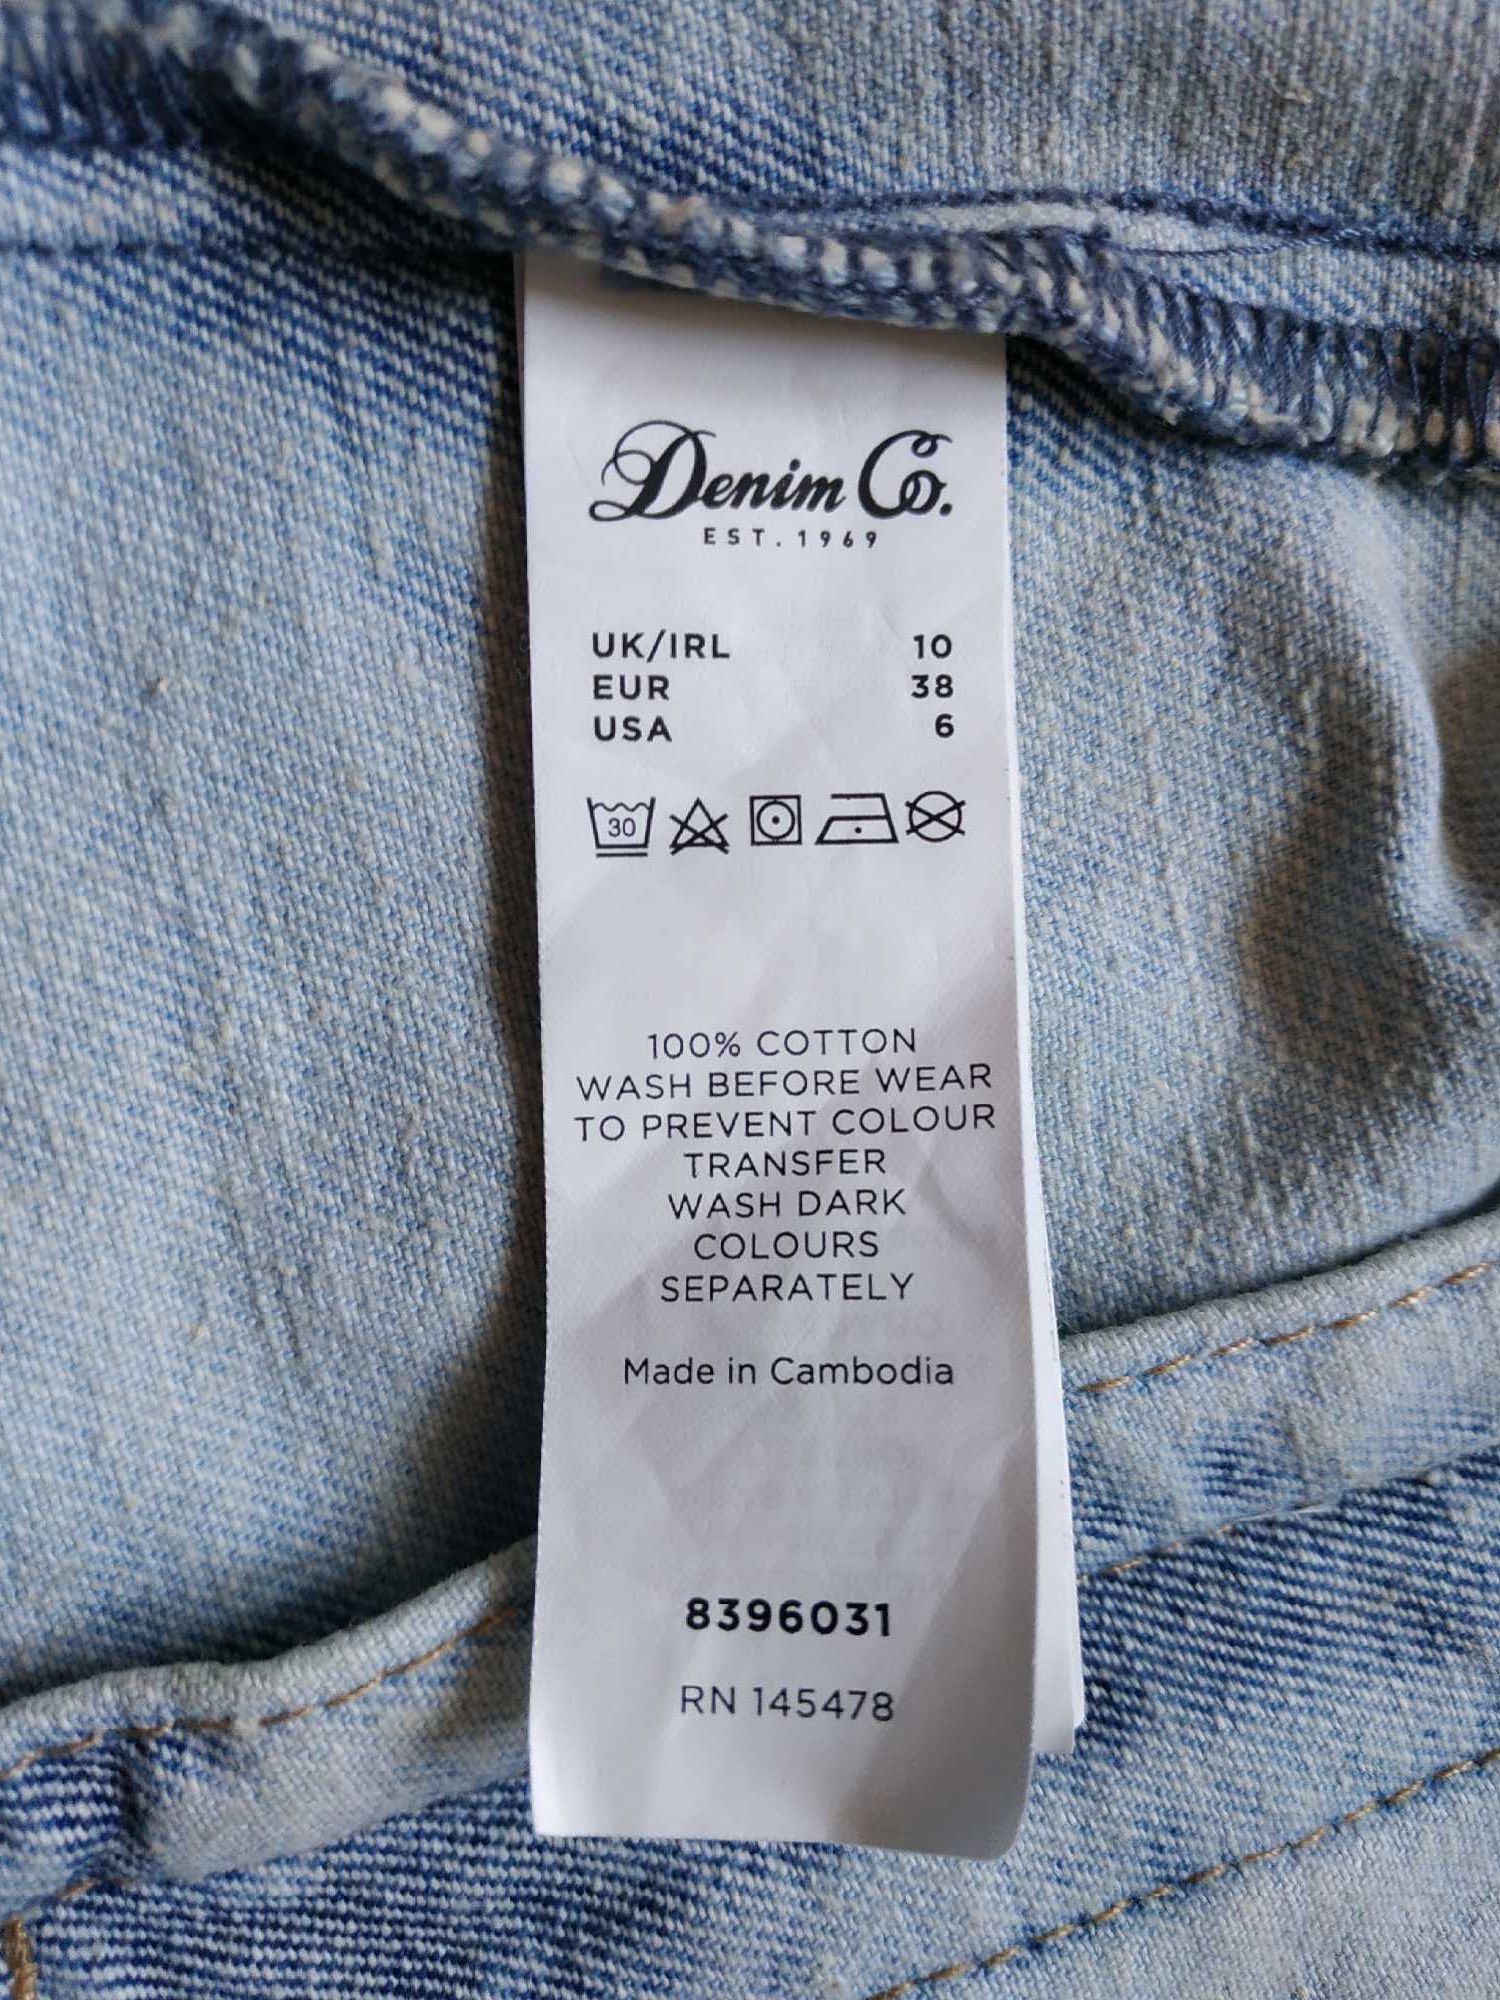 Denim Co.
EST. 1969
UK/IRL 10
EUR 38
USA 6
30
100% COTTON
WASH BEFORE WEAR
TO PREVENT COLOUR
TRANSFER
WASH DARK
COLOURS
SEPARATELY
Made in Cambodia
8396031
RN 145478